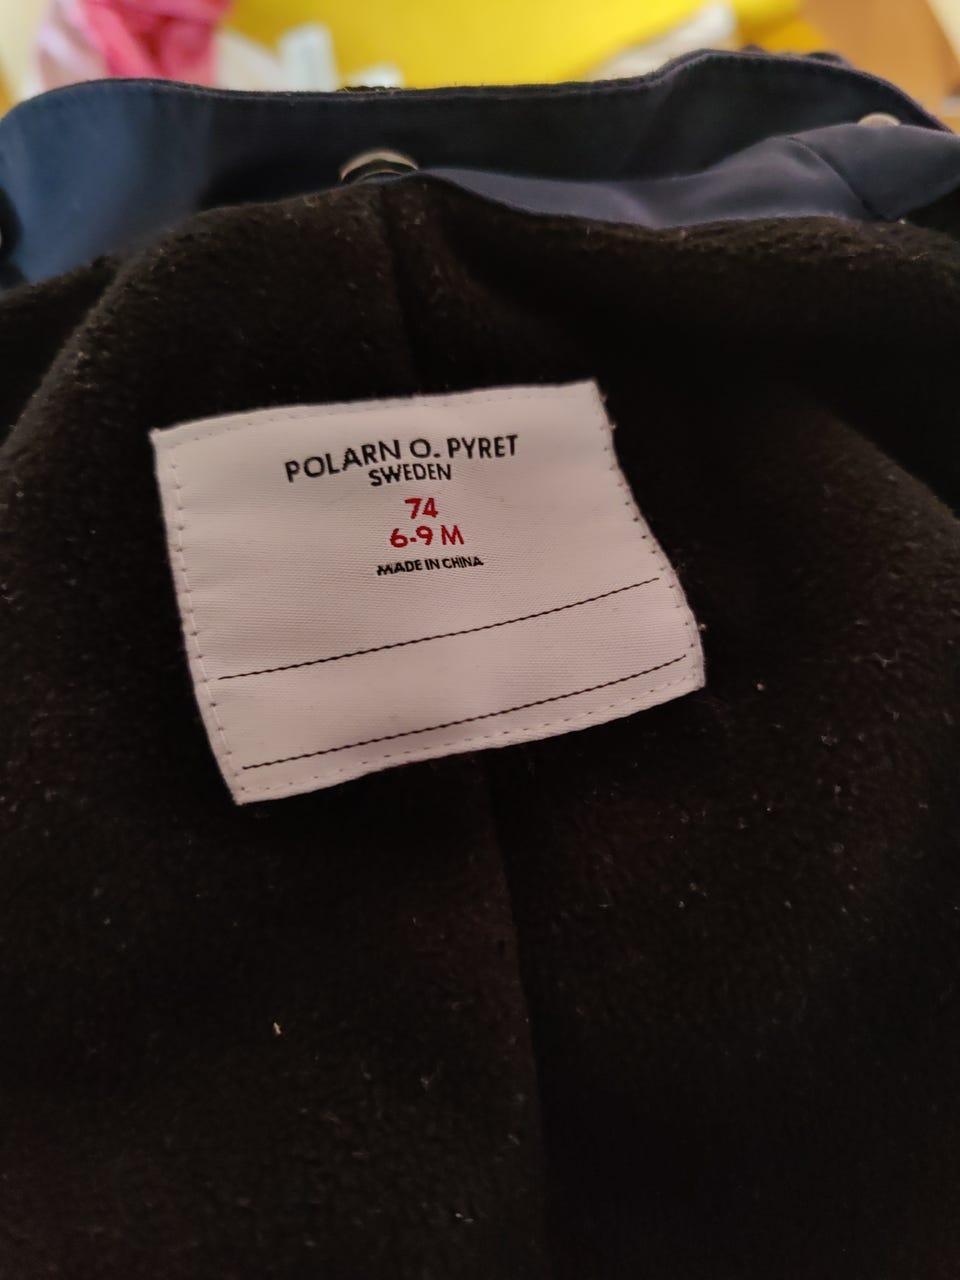 POLARN O. PYRET
SWEDEN
74
6-9 M
MADE IN CHINA